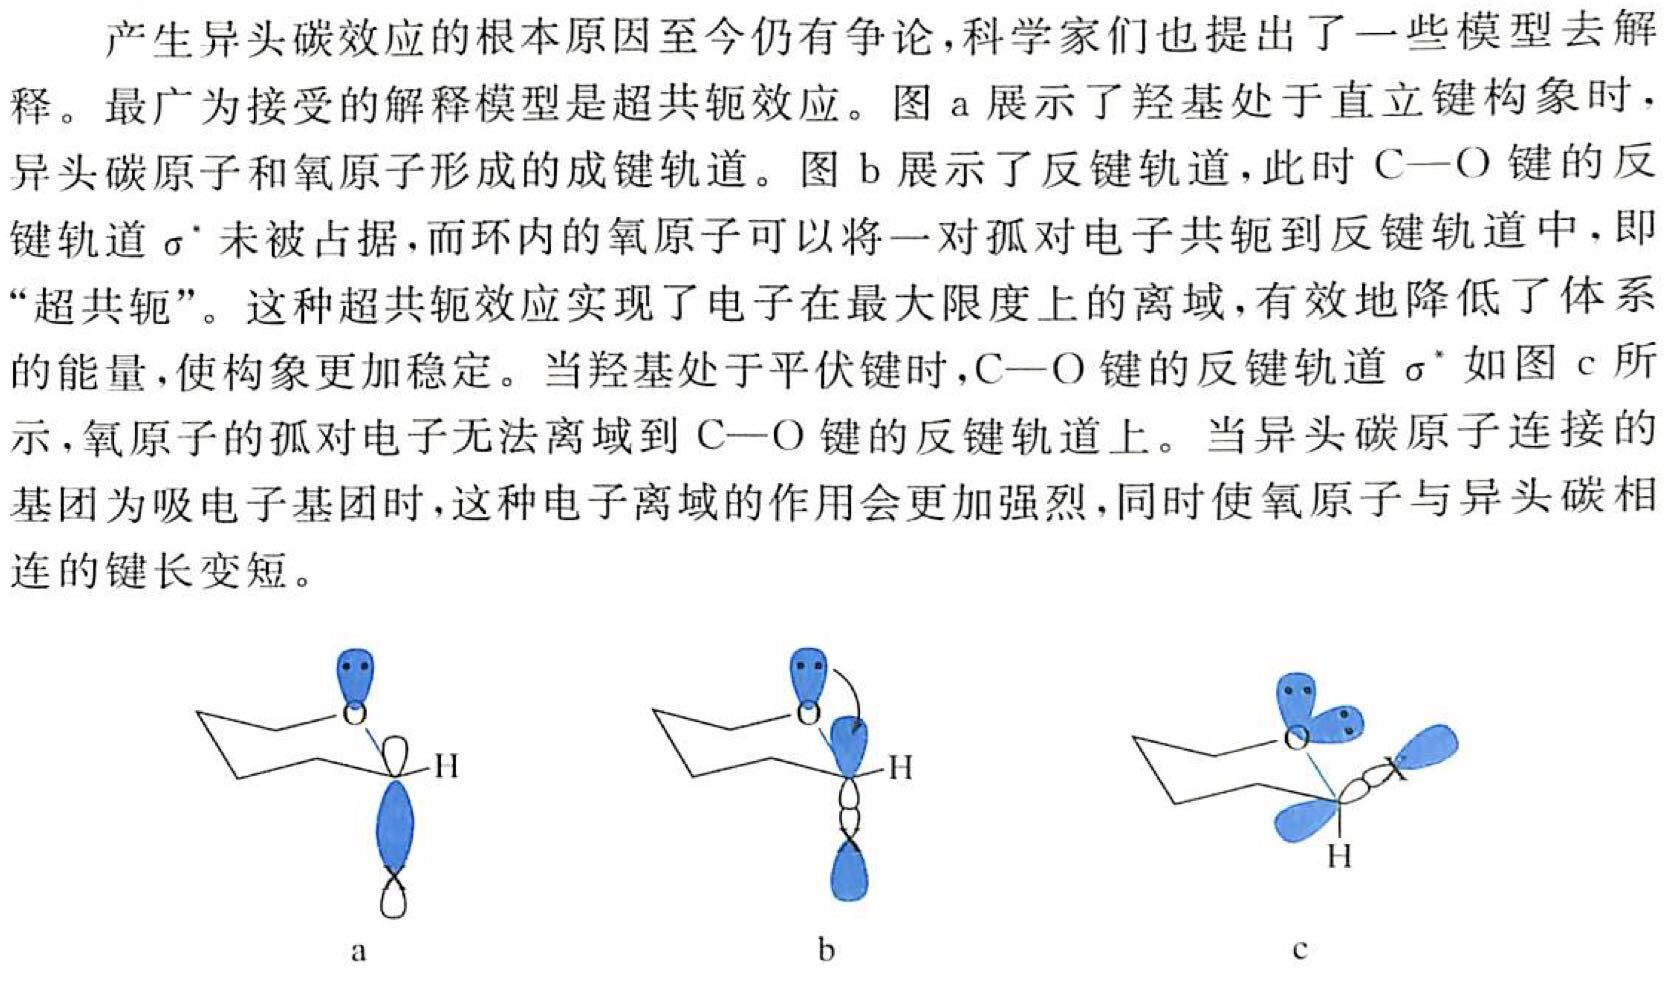 产生异头碳效应的根本原因至今仍有争论,科学家们也提出了一些模型去解
释。最广为接受的解释模型是超共轭效应。图 a 展示了羟基处于直立键构象时,
异头碳原子和氧原子形成的成键轨道。图 b 展示了反键轨道,此时 C—O 键的反
键轨道 σ* 未被占据,而环内的氧原子可以将一对孤对电子共轭到反键轨道中,即
“超共轭”。这种超共轭效应实现了电子在最大限度上的离域,有效地降低了体系
的能量,使构象更加稳定。当羟基处于平伏键时,C—O 键的反键轨道 σ* 如图 c 所
示,氧原子的孤对电子无法离域到 C—O 键的反键轨道上。当异头碳原子连接的
基团为吸电子基团时,这种电子离域的作用会更加强烈,同时使氧原子与异头碳相
连的键长变短。
O H X
O H X
O X H
a b c